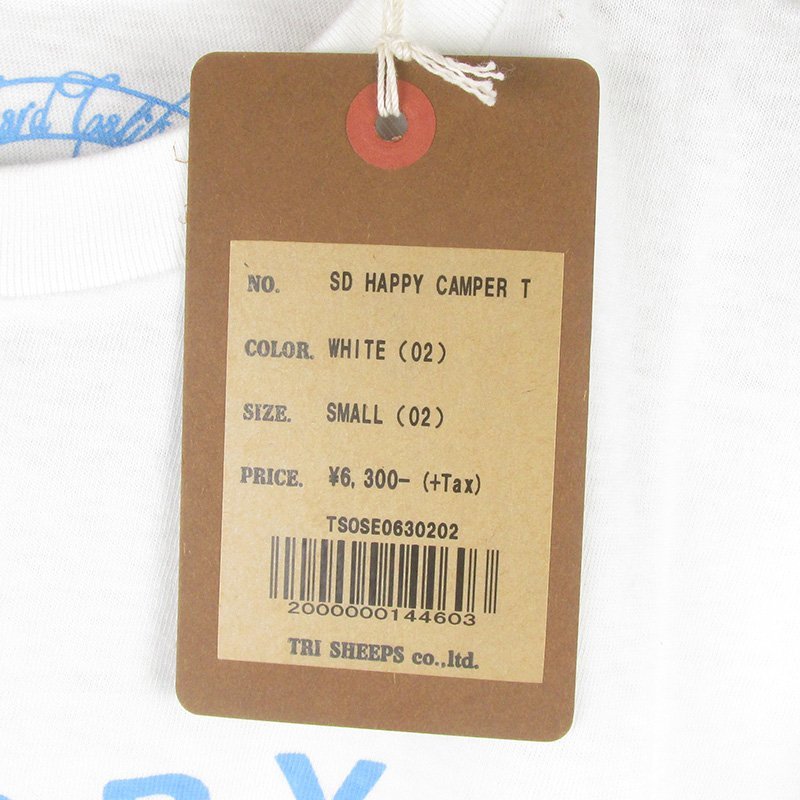 NO. SD HAPPY CAMPER T
COLOR. WHITE (02)
SIZE. SMALL (02)
PRICE. ¥6,300- (+Tax)
TSOSE0630202
2000000144603
TRI SHEEPS co.,ltd.